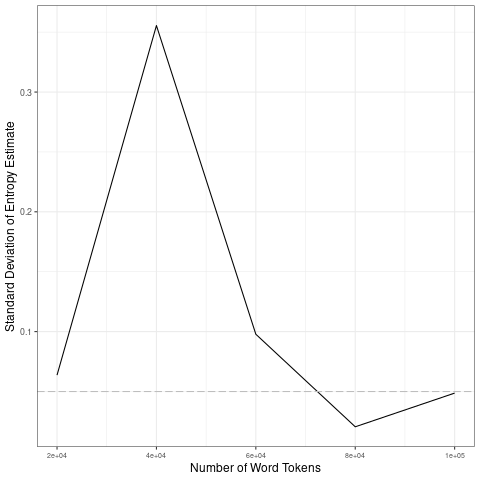 Standard Deviation of Entropy Estimate
0.3
0.2
0.1
2e+04 4e+04 6e+04 8e+04 1e+05
Number of Word Tokens